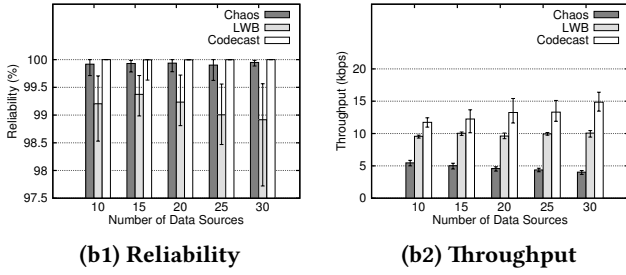 Chaos
LWB
Codecast
Reliability (%)
100
99.5
99
98.5
98
97.5
10 15 20 25 30
Number of Data Sources
(b1) Reliability
Chaos
LWB
Codecast
Throughput (kbps)
20
15
10
5
0
10 15 20 25 30
Number of Data Sources
(b2) Throughput